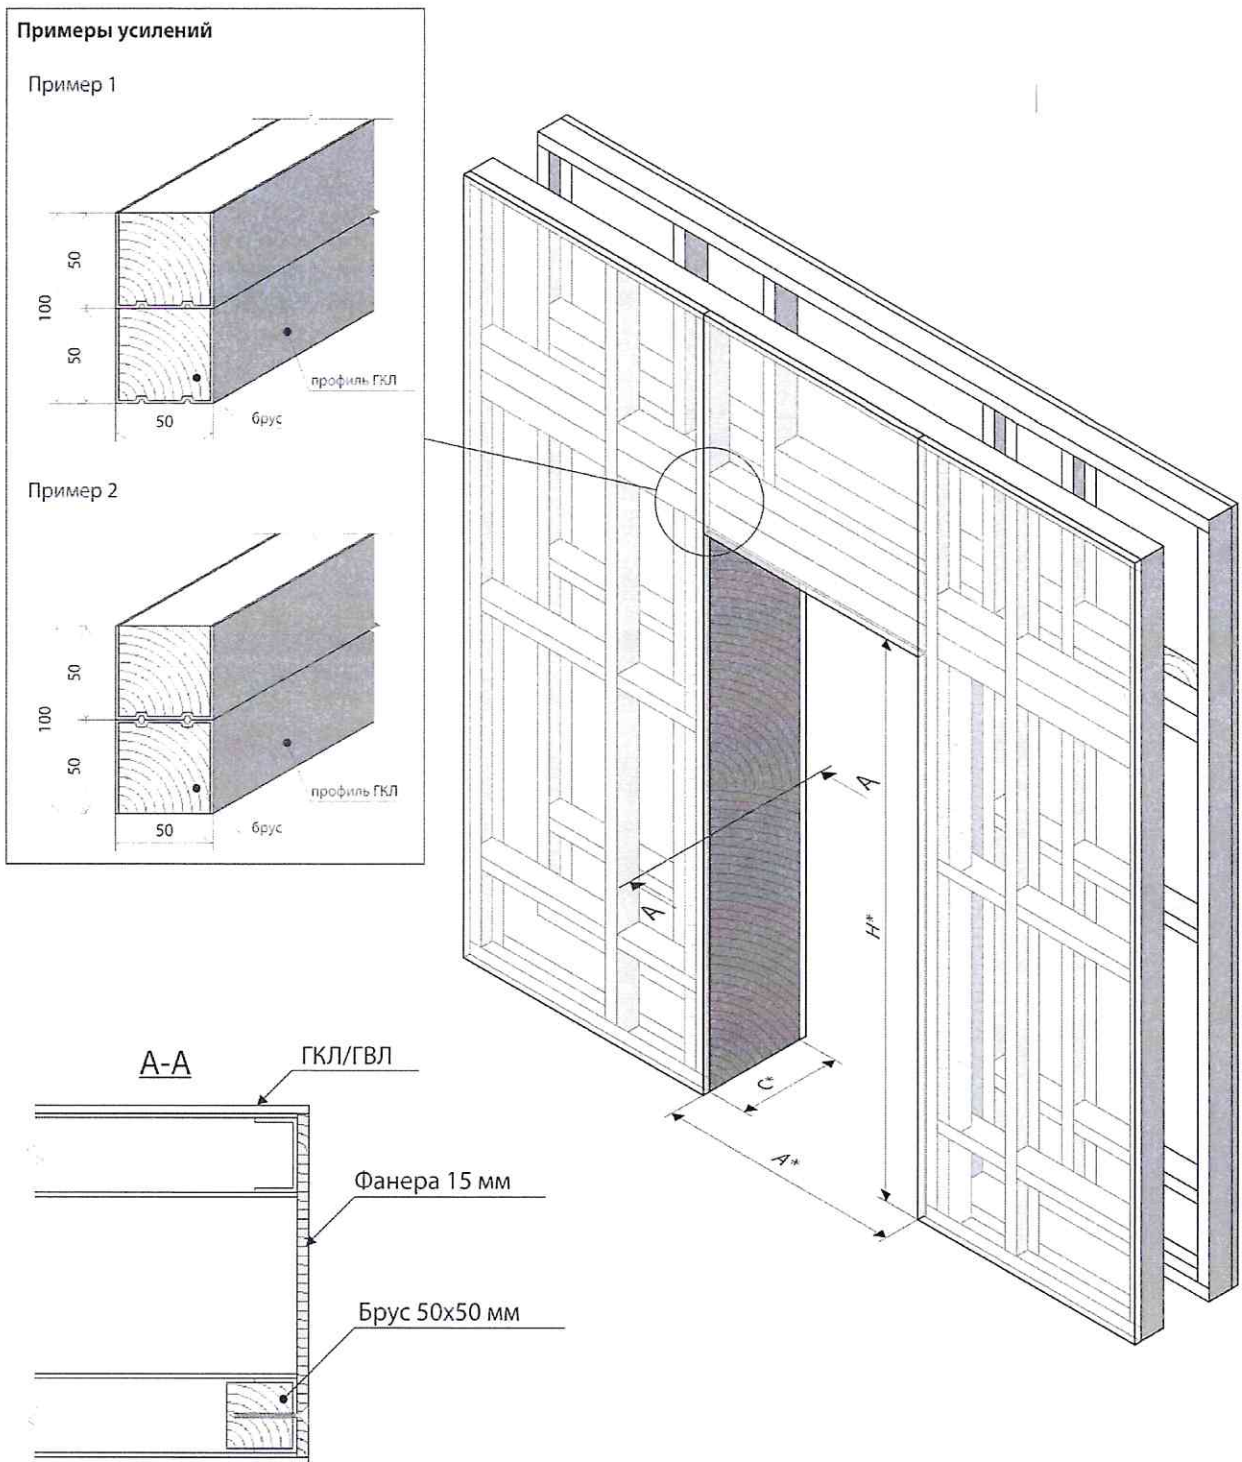 Примеры усилений
Пример 1
50
100
50
профиль ГКЛ
50
брус
Пример 2
50
100
50
профиль ГКЛ
50
брус
A
A
H*
C*
A*
A-A
ГКЛ/ГВЛ
Фанера 15 мм
Брус 50х50 мм